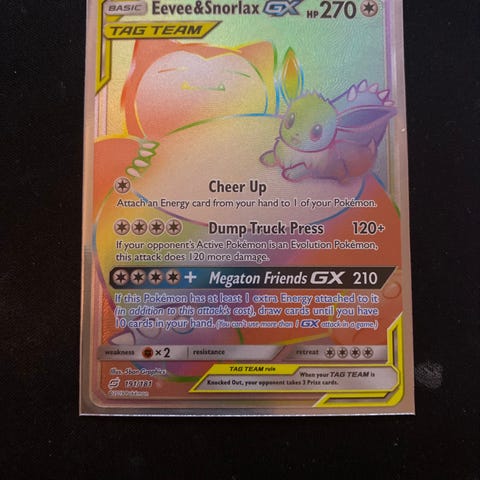 BASIC Eevee&Snorlax GX HP 270
TAG TEAM
Cheer Up
Attach an Energy card from your hand to 1 of your Pokémon.
Dump Truck Press 120+
If your opponent's Active Pokémon is an Evolution Pokémon,
this attack does 120 more damage.
+ Megaton Friends GX 210
If this Pokémon has at least 1 extra Energy attached to it
(in addition to this attack's cost), draw cards until you have
10 cards in your hand. (You can't use more than 1 GX attack in a game.)
weakness ×2 resistance retreat
Illus. 5ban Graphics
TAG TEAM rule
When your TAG TEAM is
Knocked Out, your opponent takes 3 Prize cards.
191/181
©2019 Pokémon